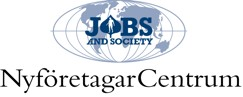 JOBS
AND SOCIETY
NyföretagarCentrum